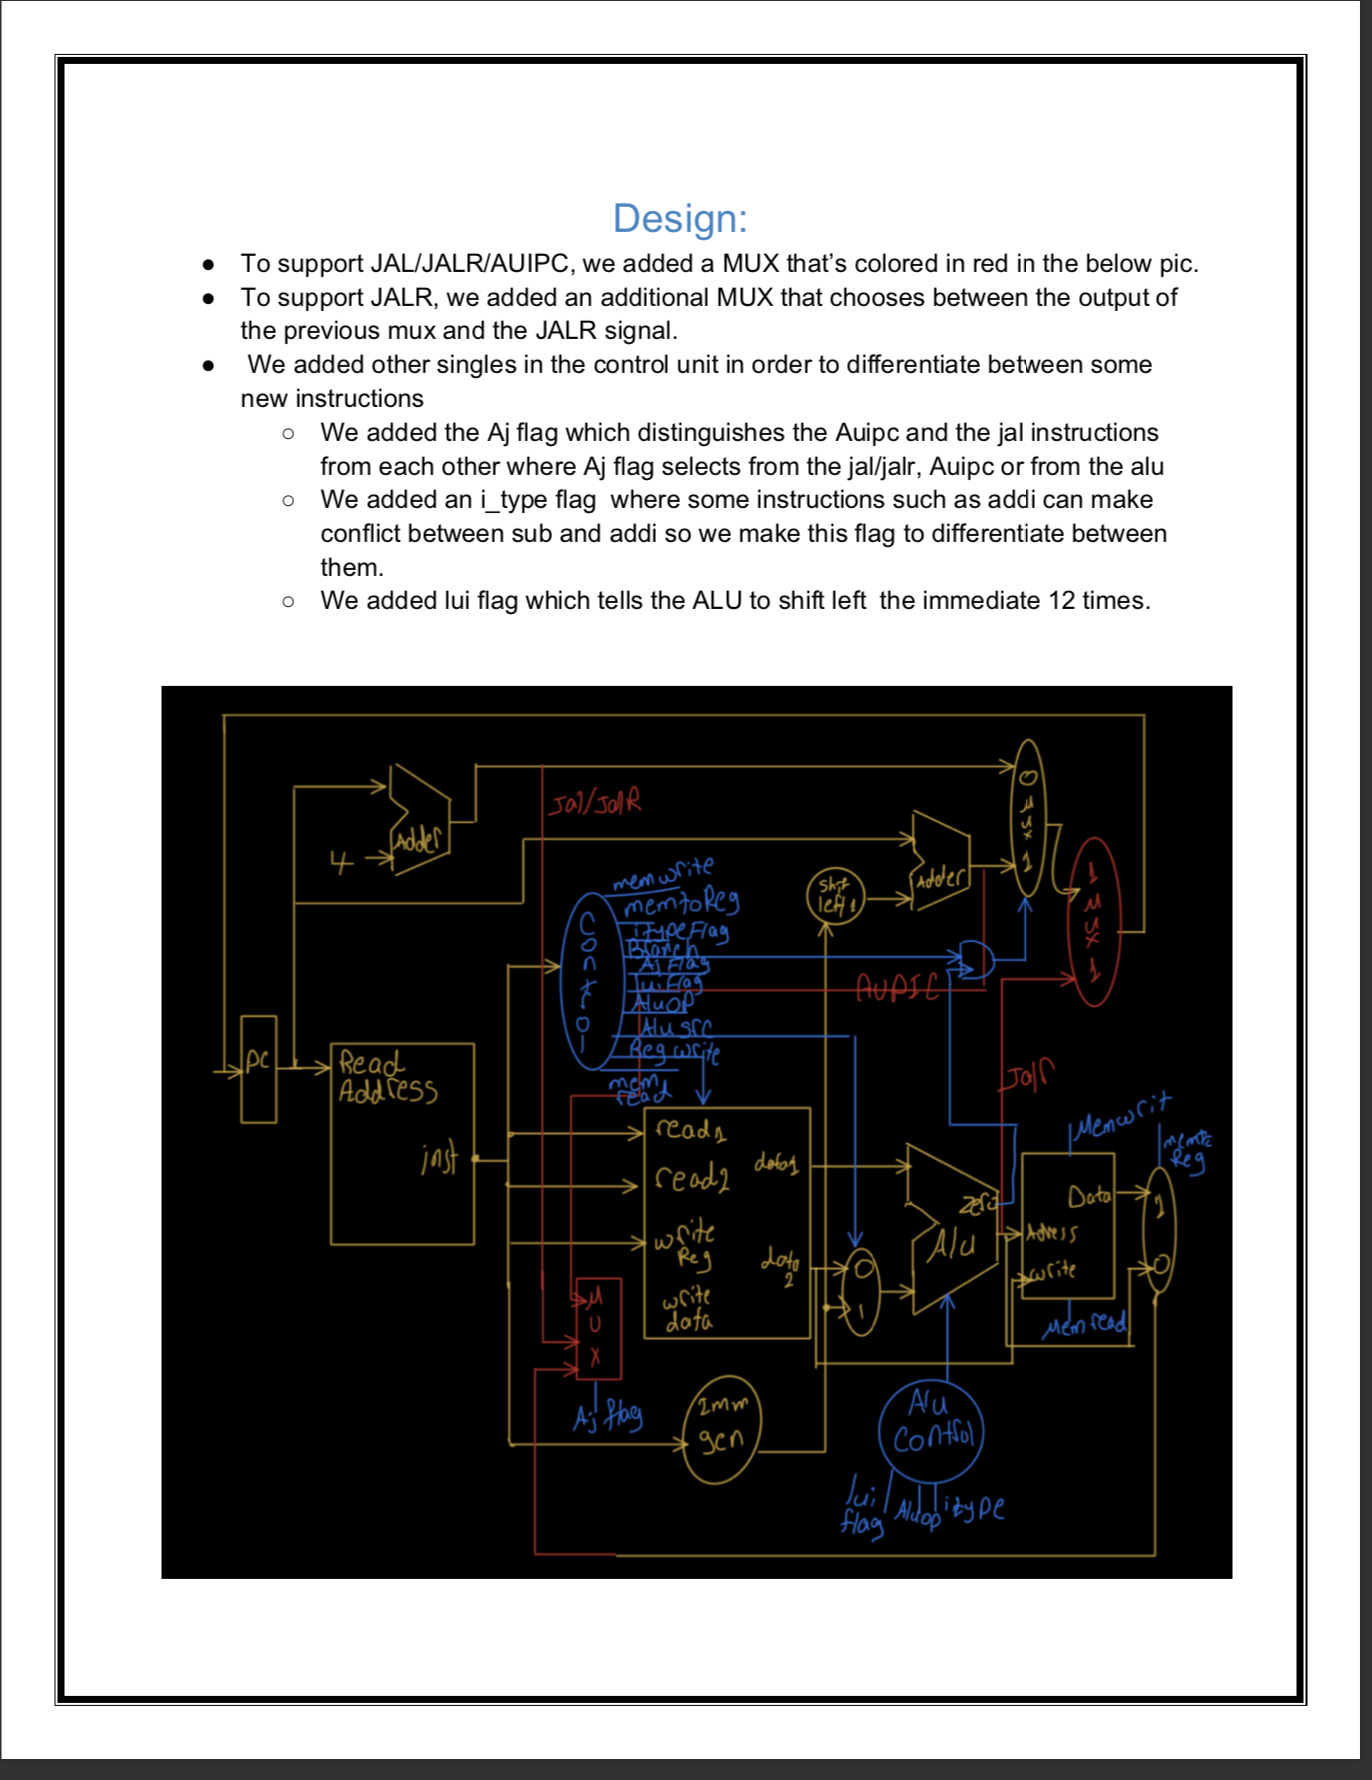 Design:
● To support JAL/JALR/AUIPC, we added a MUX that's colored in red in the below pic.
● To support JALR, we added an additional MUX that chooses between the output of
the previous mux and the JALR signal.
● We added other singles in the control unit in order to differentiate between some
new instructions
○ We added the Aj flag which distinguishes the Auipc and the jal instructions
from each other where Aj flag selects from the jal/jalr, Auipc or from the alu
○ We added an i_type flag where some instructions such as addi can make
conflict between sub and addi so we make this flag to differentiate between
them.
○ We added lui flag which tells the ALU to shift left the immediate 12 times.
Adder
4
Jal/JalR
0
MUX
1
Shift
left 1
Adder
1
MUX
1
Control
memwrite
memtoReg
iTypeFlag
Branch
Aj Flag
luiFlag
AluOP
Alu src
Reg write
mem
read
AUPIC
PC
Read
Address
inst
Jalr
read1
read2
write
Reg
write
data
data1
data
2
0
1
zero
Alu
Memwrit
memto
Reg
Data
Adress
write
Mem read
1
0
MUX
Aj flag
Imm
gen
Alu
Control
lui
flag
Aluop
itype